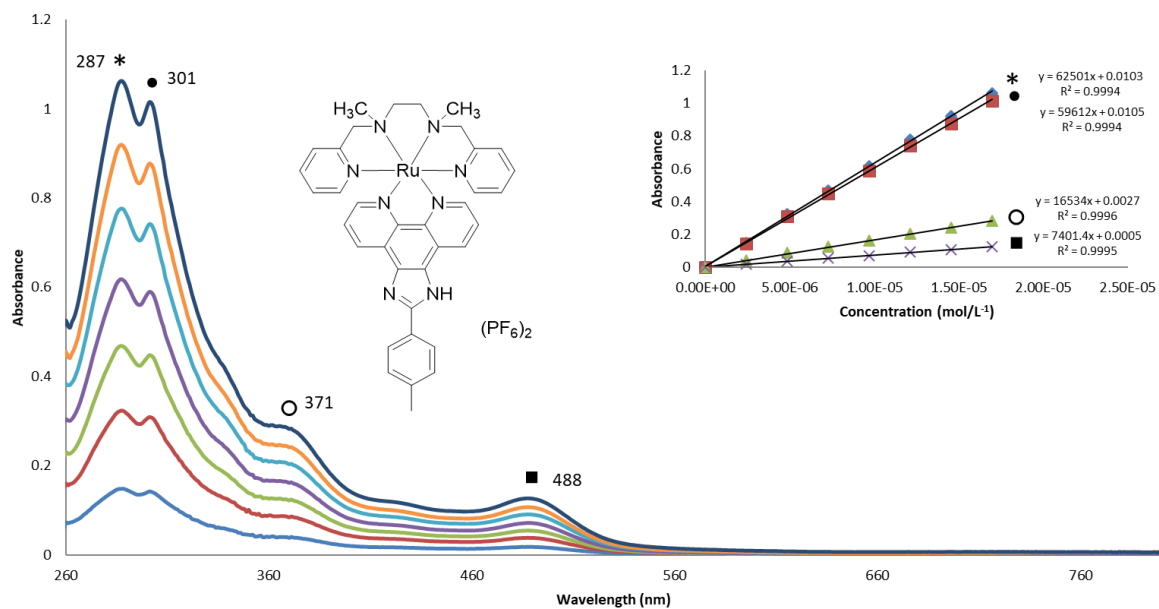 1.2
1
0.8
0.6
0.4
0.2
0
260
360
460
560
660
760
Absorbance
Wavelength (nm)
287 *
● 301
○ 371
■ 488
H₃C
CH₃
N
N
N
Ru
N
N
N
N
NH
(PF₆)₂
1.2
1
0.8
0.6
0.4
0.2
0
0.00E+00
5.00E-06
1.00E-05
1.50E-05
2.00E-05
2.50E-05
Absorbance
Concentration (mol/L⁻¹)
*
y = 62501x + 0.0103
R² = 0.9994
●
y = 59612x + 0.0105
R² = 0.9994
○
y = 16534x + 0.0027
R² = 0.9996
■
y = 7401.4x + 0.0005
R² = 0.9995